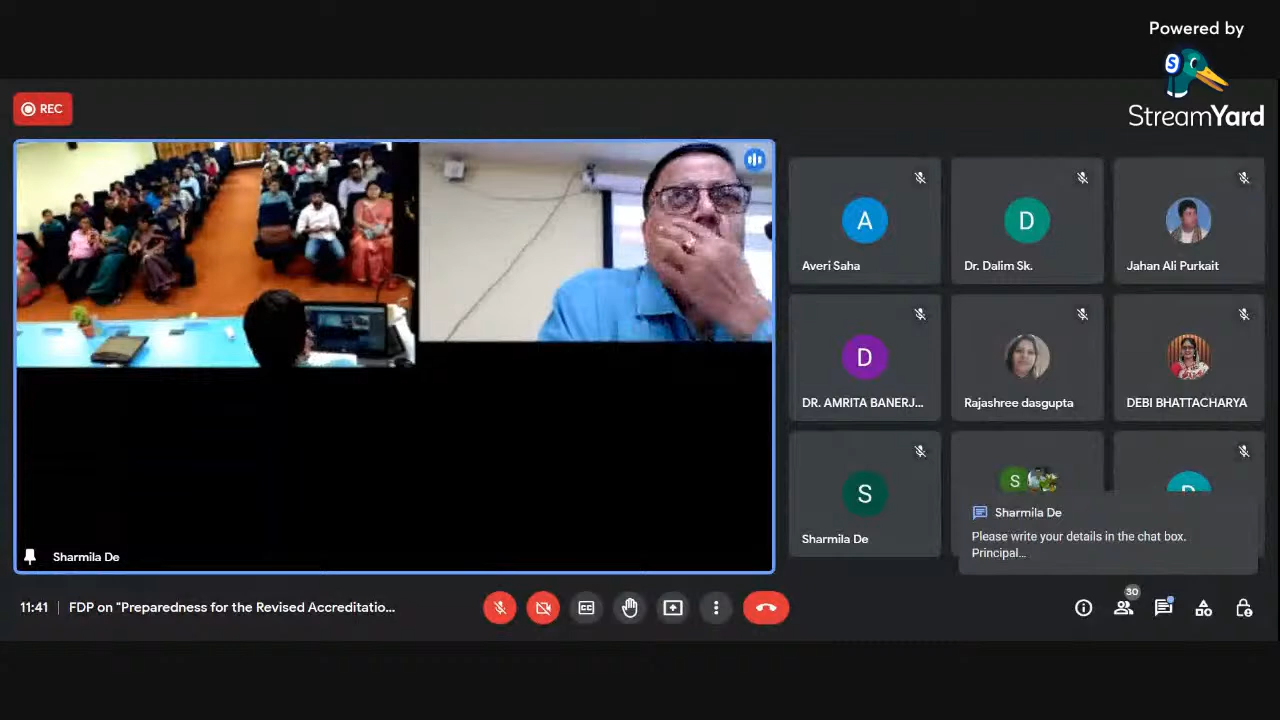 Powered by
StreamYard
REC
A
Averi Saha
D
Dr. Dalim Sk.
Jahan Ali Purkait
D
DR. AMRITA BANERJ...
Rajashree dasgupta
DEBI BHATTACHARYA
S
Sharmila De
S
D
Sharmila De
Please write your details in the chat box.
Principal...
Sharmila De
11:41
FDP on "Preparedness for the Revised Accreditatio...
30